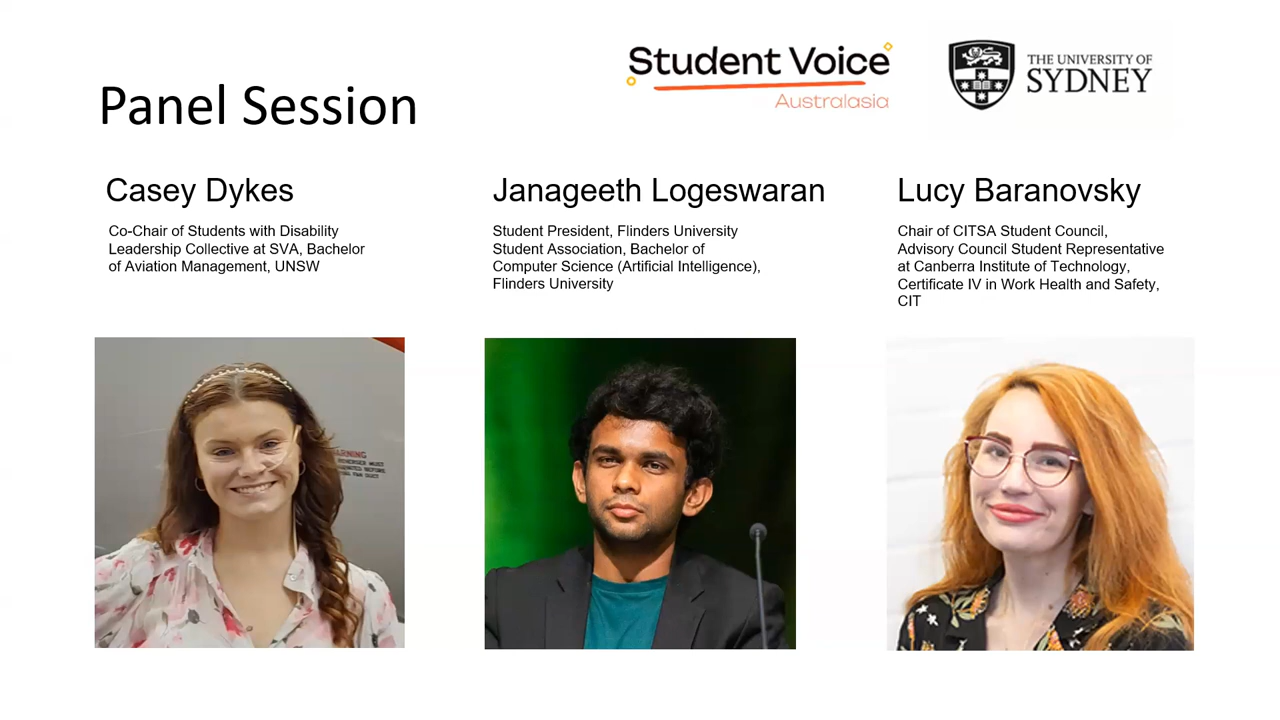 Student Voice
Australasia
THE UNIVERSITY OF
SYDNEY
Panel Session
Casey Dykes
Co-Chair of Students with Disability
Leadership Collective at SVA, Bachelor
of Aviation Management, UNSW
Janageeth Logeswaran
Student President, Flinders University
Student Association, Bachelor of
Computer Science (Artificial Intelligence),
Flinders University
Lucy Baranovsky
Chair of CITSA Student Council,
Advisory Council Student Representative
at Canberra Institute of Technology,
Certificate IV in Work Health and Safety,
CIT
ARNING